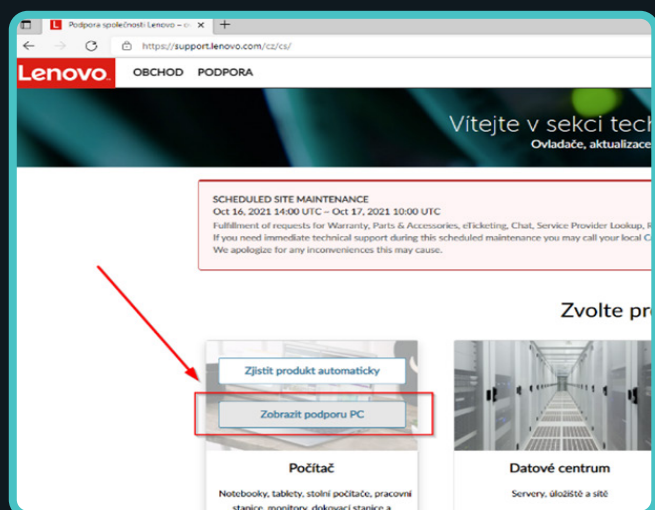 Podpora společnosti Lenovo –
https://support.lenovo.com/cz/cs/
Lenovo.
OBCHOD PODPORA
Vítejte v sekci tech
Ovladače, aktualizace
SCHEDULED SITE MAINTENANCE
Oct 16, 2021 14:00 UTC – Oct 17, 2021 10:00 UTC
Fulfillment of requests for Warranty, Parts & Accessories, eTicketing, Chat, Service Provider Lookup,
If you need immediate technical support during this scheduled maintenance you may call your local
We apologize for any inconveniences this may cause.
Zvolte
Zjistit produkt automaticky
Zobrazit podporu PC
Počítač
Datové centrum
Notebooky, tablety, stolní počítače, pracovní
Servery, úložiště a sítě
stanice, monitory, dokovací stanice a